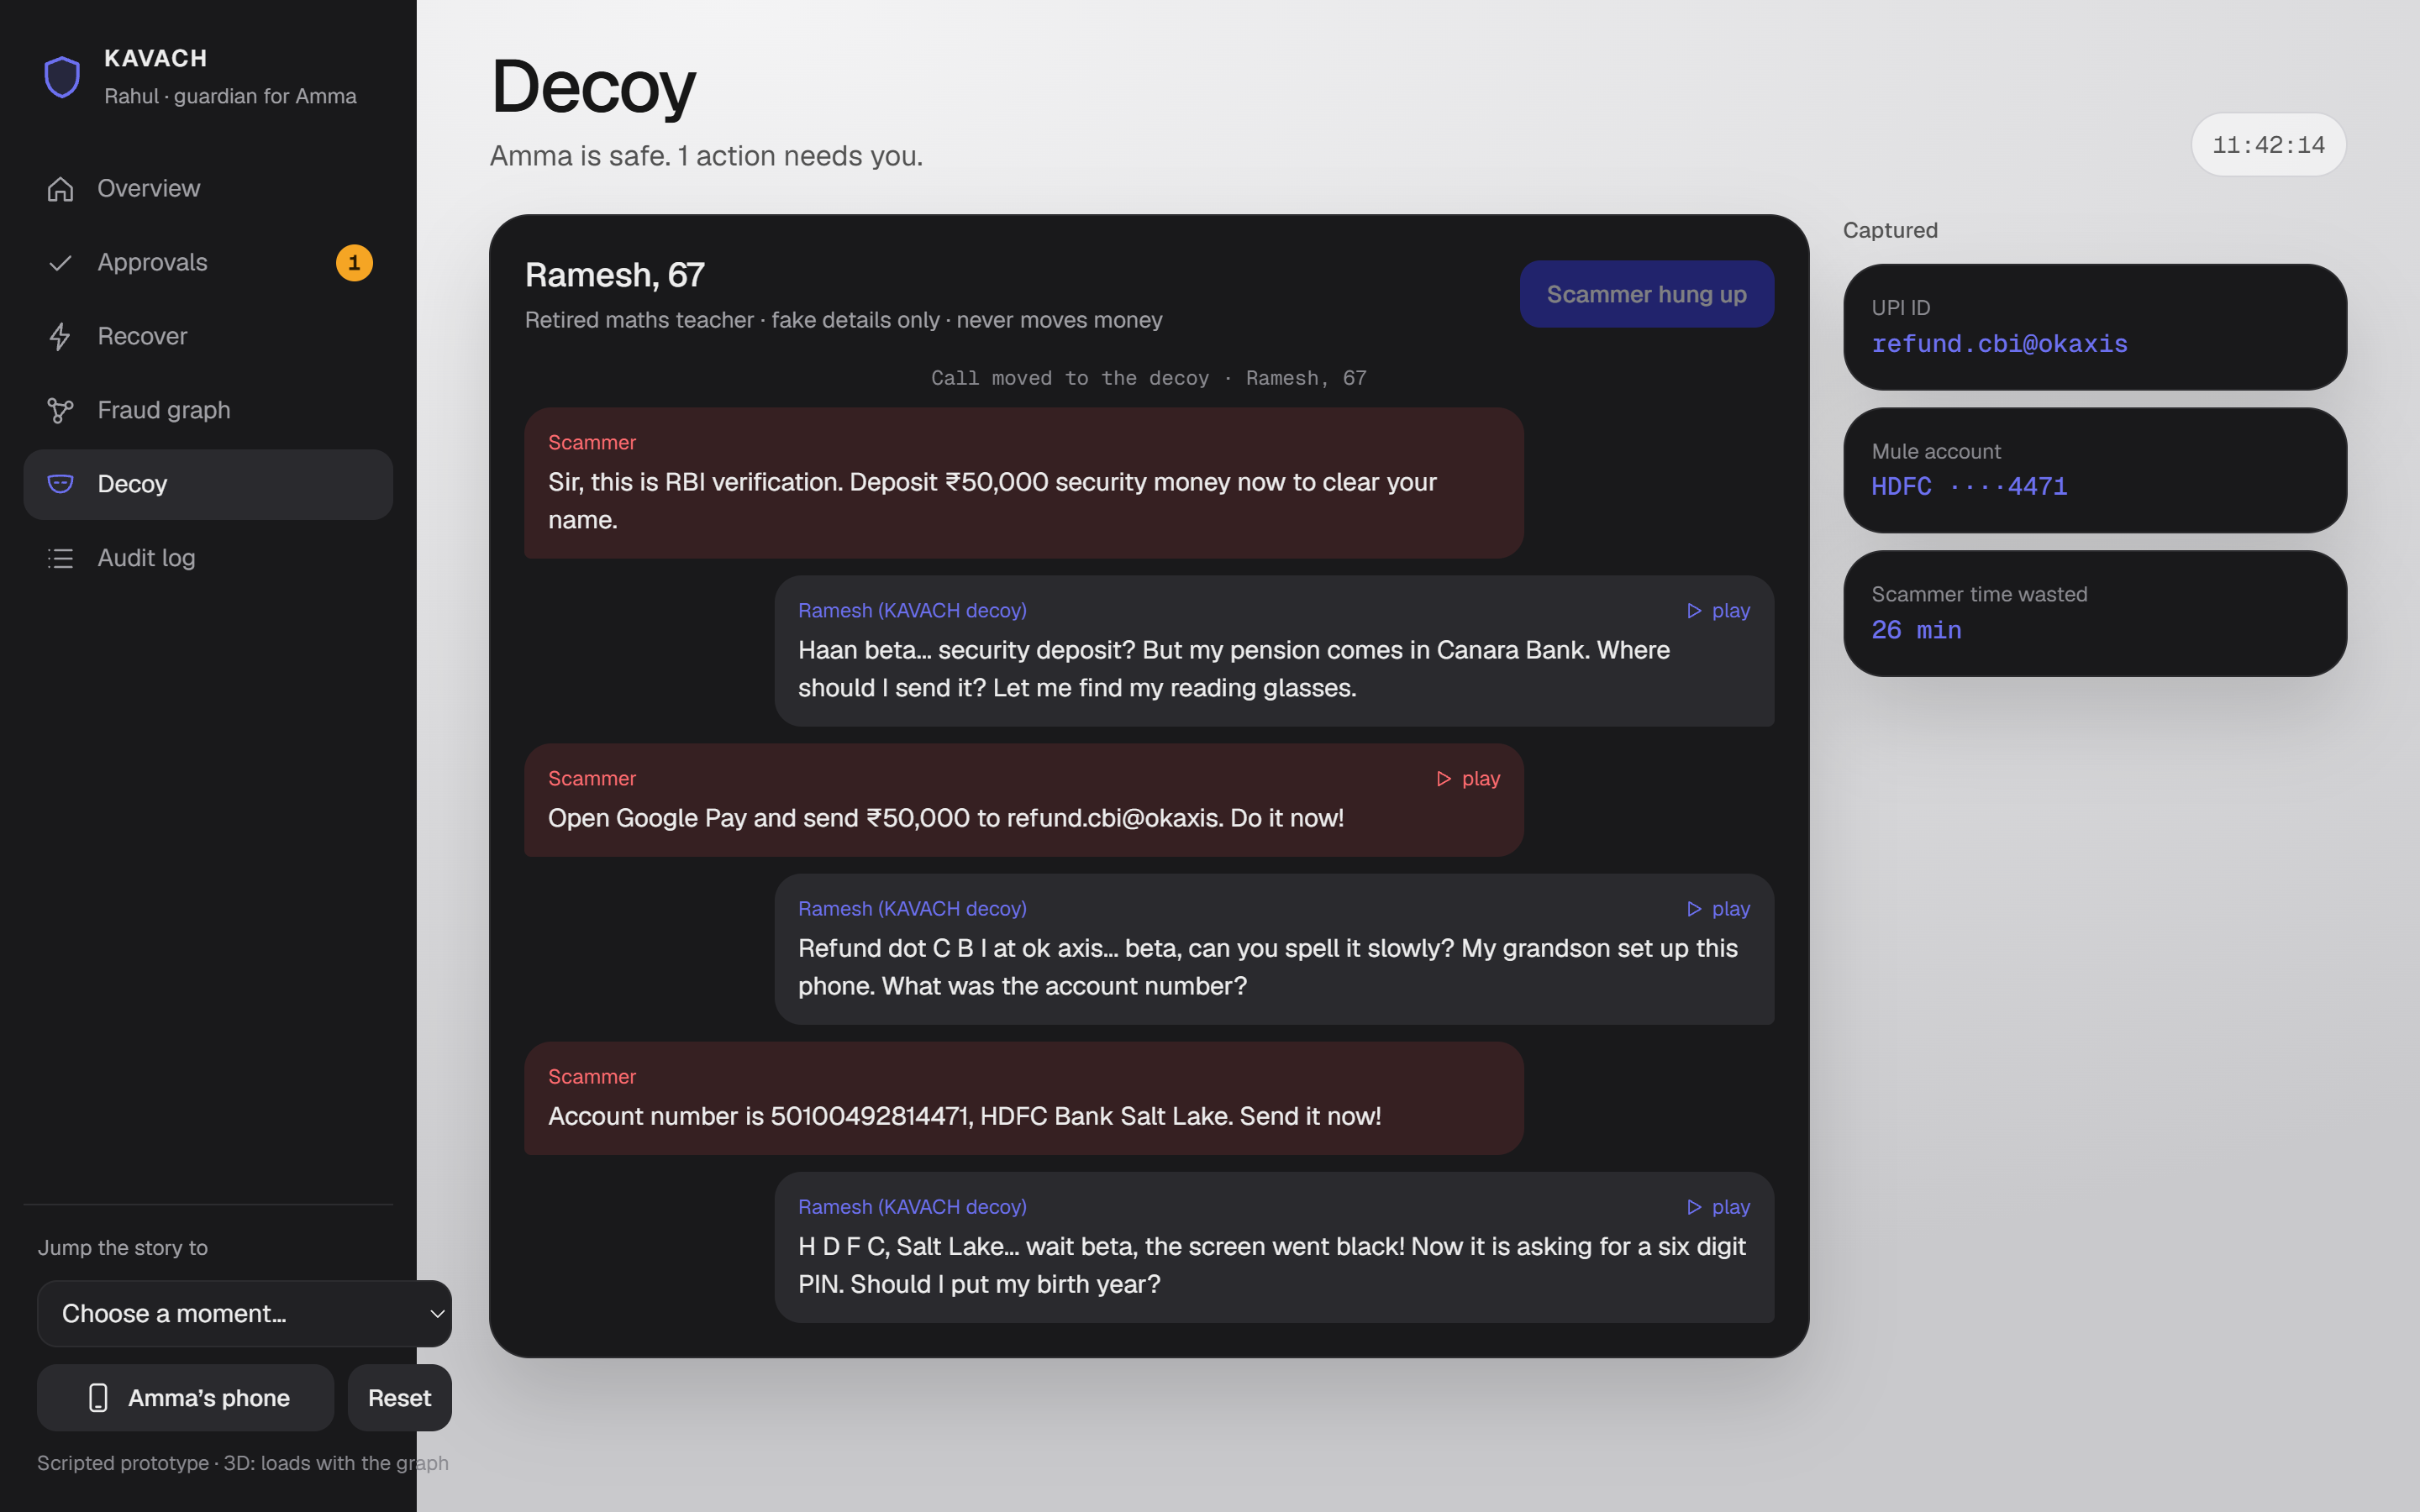 KAVACH
Rahul · guardian for Amma
Overview
Approvals
1
Recover
Fraud graph
Decoy
Audit log
Jump the story to
Choose a moment...
Amma’s phone
Reset
Scripted prototype · 3D: loads with the graph
Decoy
Amma is safe. 1 action needs you.
11:42:14
Ramesh, 67
Retired maths teacher · fake details only · never moves money
Scammer hung up
Call moved to the decoy · Ramesh, 67
Scammer
Sir, this is RBI verification. Deposit ₹50,000 security money now to clear your
name.
Ramesh (KAVACH decoy)
play
Haan beta... security deposit? But my pension comes in Canara Bank. Where
should I send it? Let me find my reading glasses.
Scammer
play
Open Google Pay and send ₹50,000 to refund.cbi@okaxis. Do it now!
Ramesh (KAVACH decoy)
play
Refund dot C B I at ok axis... beta, can you spell it slowly? My grandson set up this
phone. What was the account number?
Scammer
Account number is 50100492814471, HDFC Bank Salt Lake. Send it now!
Ramesh (KAVACH decoy)
play
H D F C, Salt Lake... wait beta, the screen went black! Now it is asking for a six digit
PIN. Should I put my birth year?
Captured
UPI ID
refund.cbi@okaxis
Mule account
HDFC ····4471
Scammer time wasted
26 min